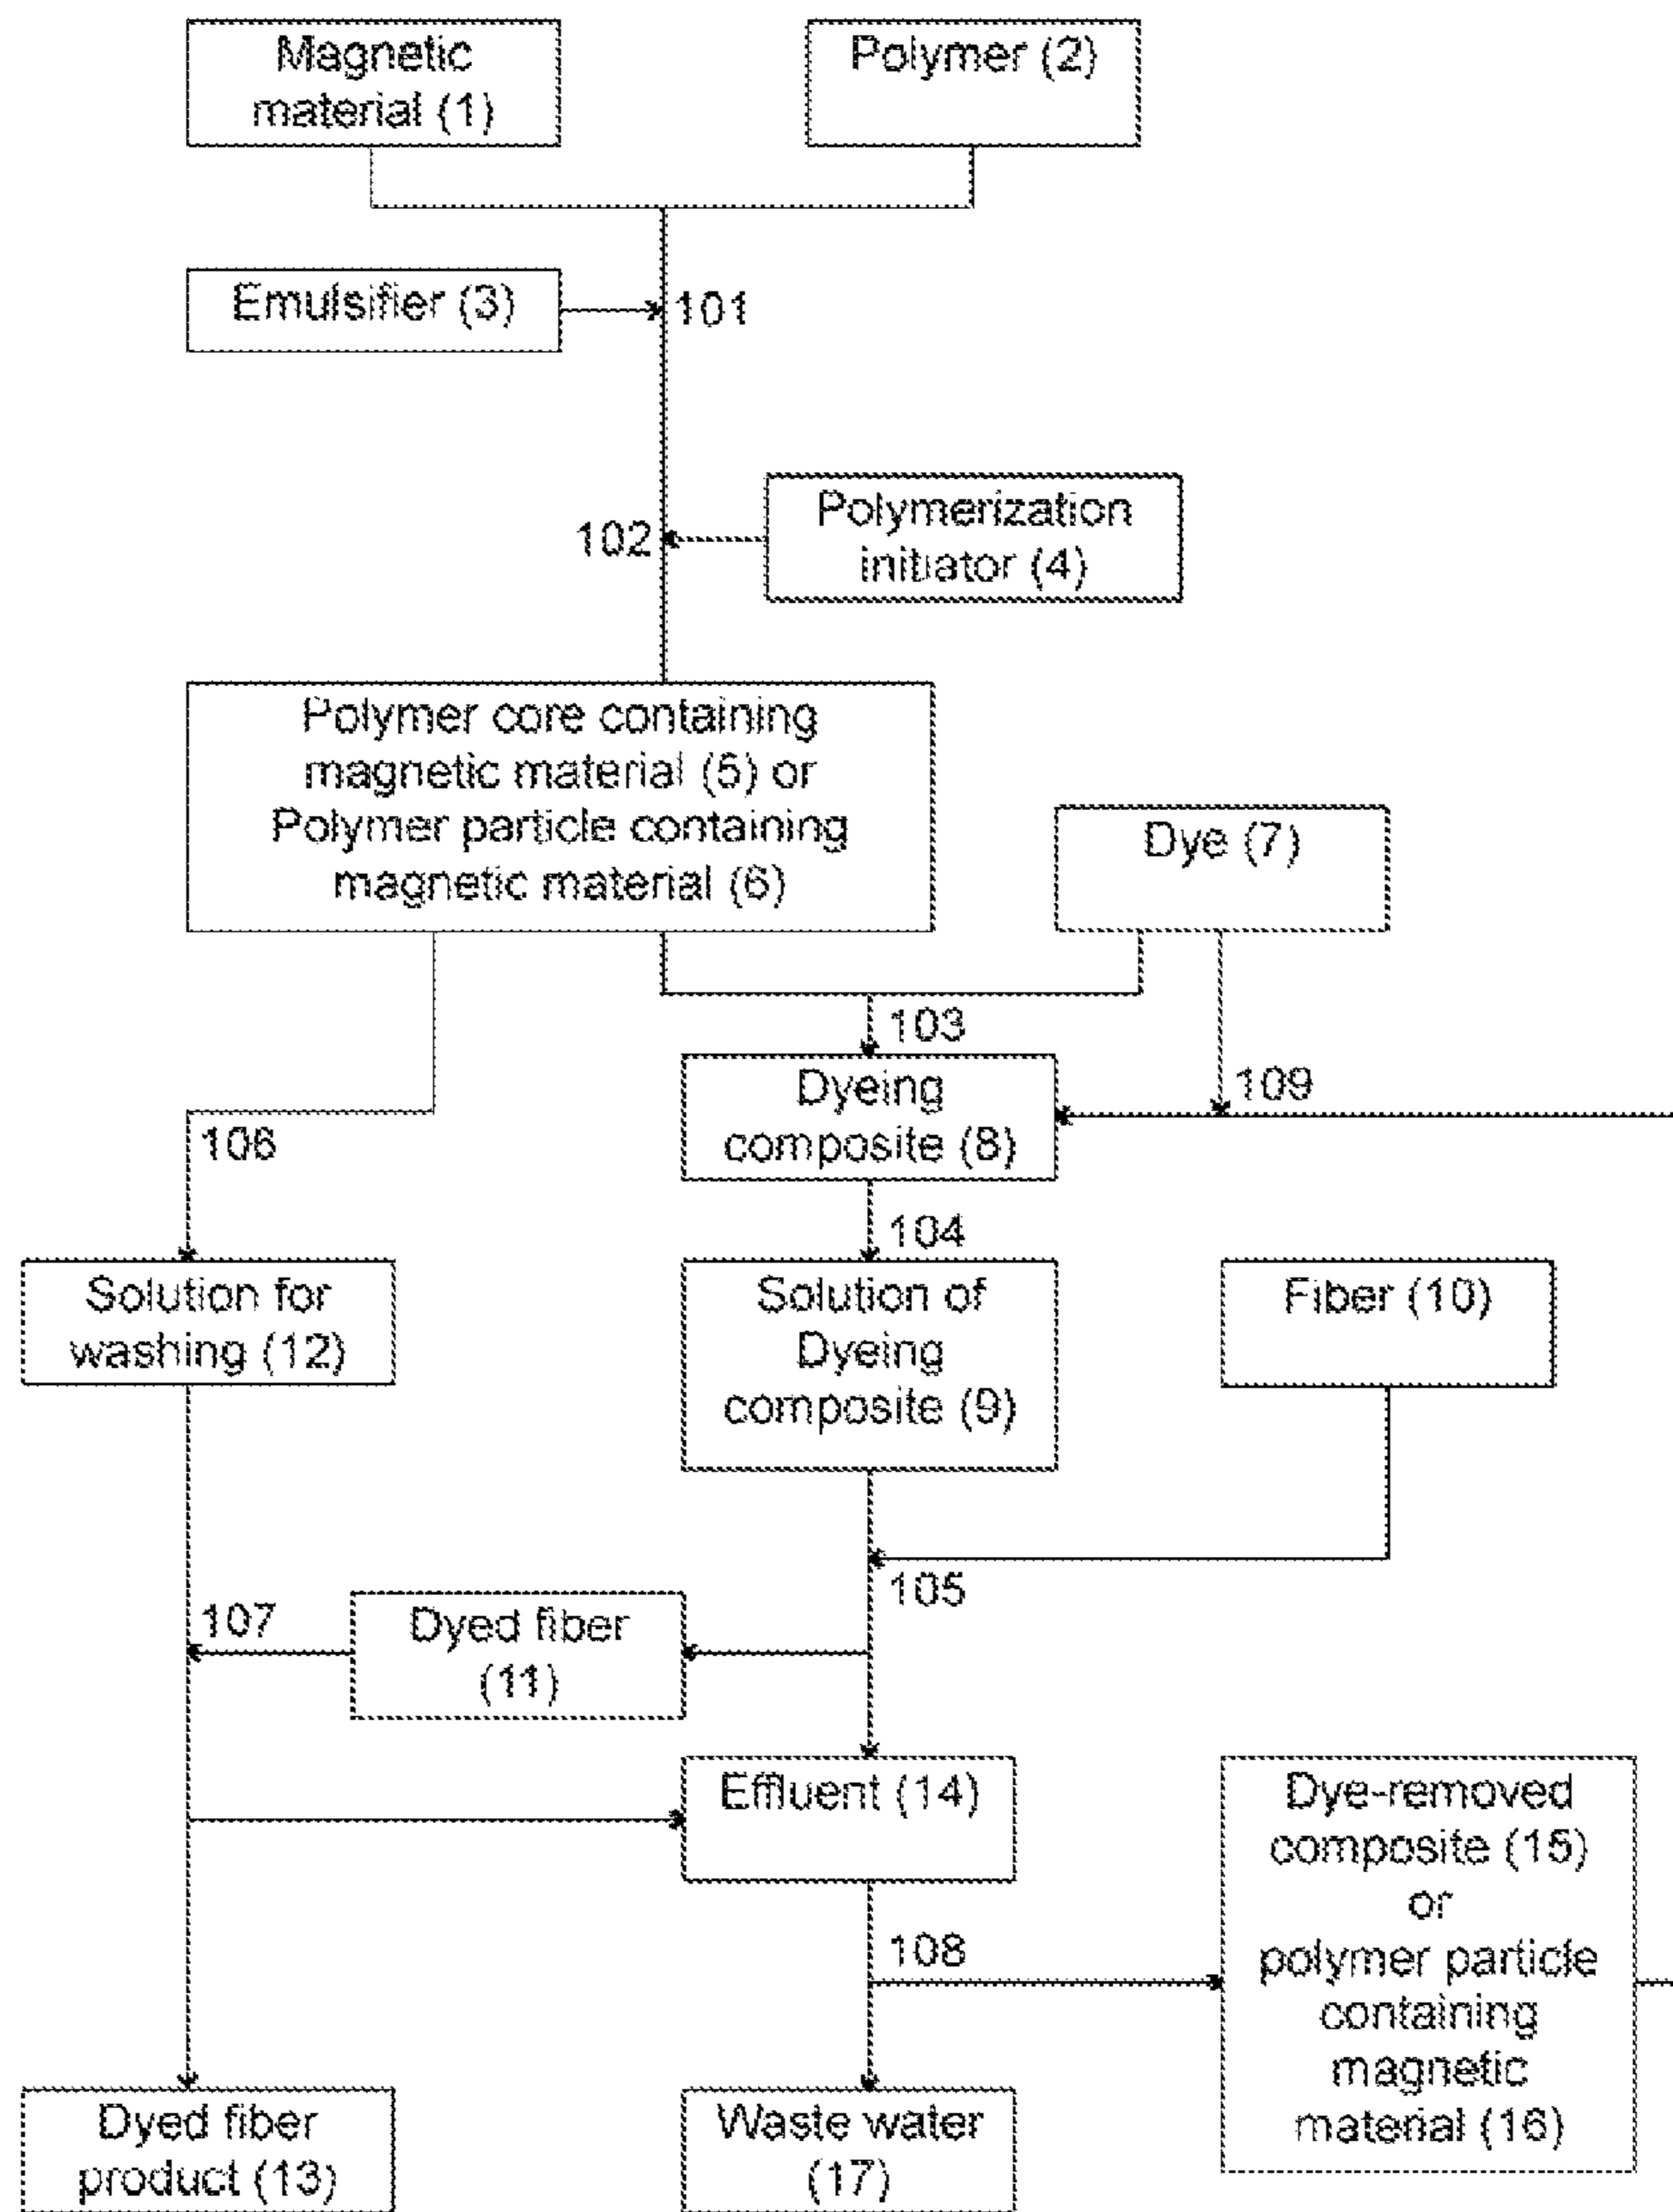 Magnetic
material (1)
Polymer (2)
Emulsifier (3)
101
102
Polymerization
initiator (4)
Polymer core containing
magnetic material (5) or
Polymer particle containing
magnetic material (6)
Dye (7)
103
109
Dyeing
composite (8)
106
104
Solution for
washing (12)
Solution of
Dyeing
composite (9)
Fiber (10)
105
107
Dyed fiber
(11)
Effluent (14)
Dye-removed
composite (15)
or
polymer particle
containing
magnetic
material (16)
108
Dyed fiber
product (13)
Waste water
(17)